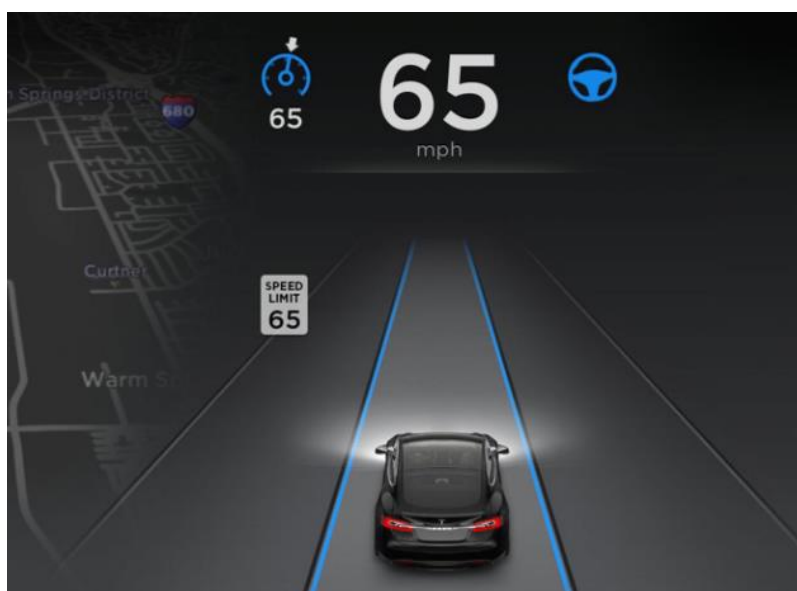 65
65
mph
Springs District
680
Curtner
SPEED
LIMIT
65
Warm